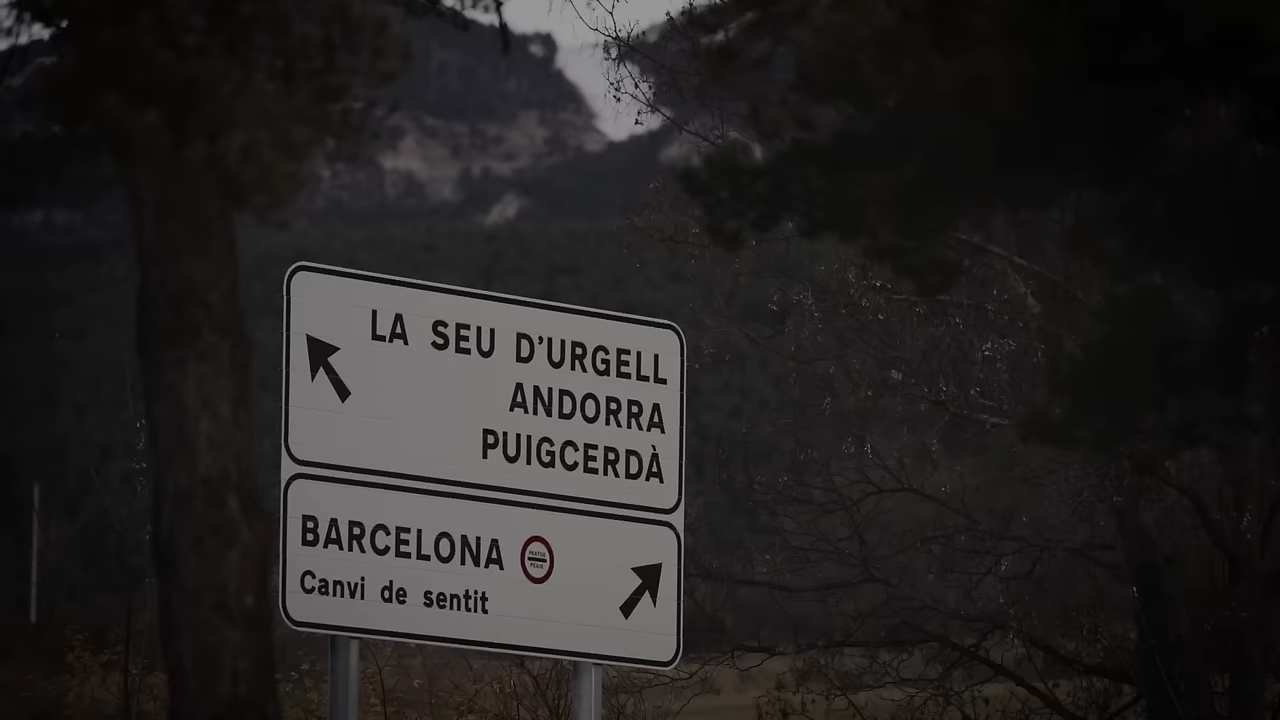 LA SEU D'URGELL
ANDORRA
PUIGCERDÀ
BARCELONA
PEATGE
PEAJE
Canvi de sentit